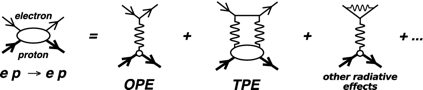 electron
proton
e p → e p
=
OPE
+
TPE
+
other radiative
effects
+ ...